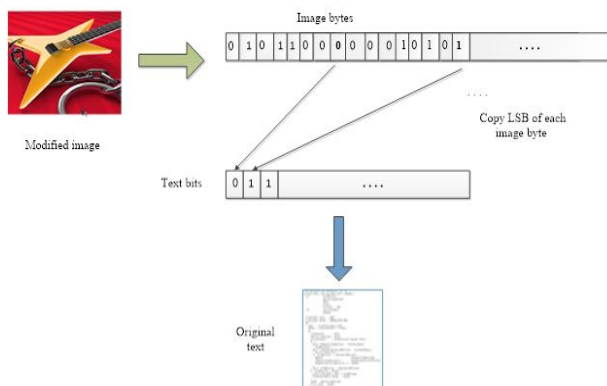 Image bytes
0 1 0 1 1 0 0 0 0 0 0 1 0 1 0 1 ....
....
Copy LSB of each
image byte
Modified image
Text bits
0 1 1 ....
Original
text